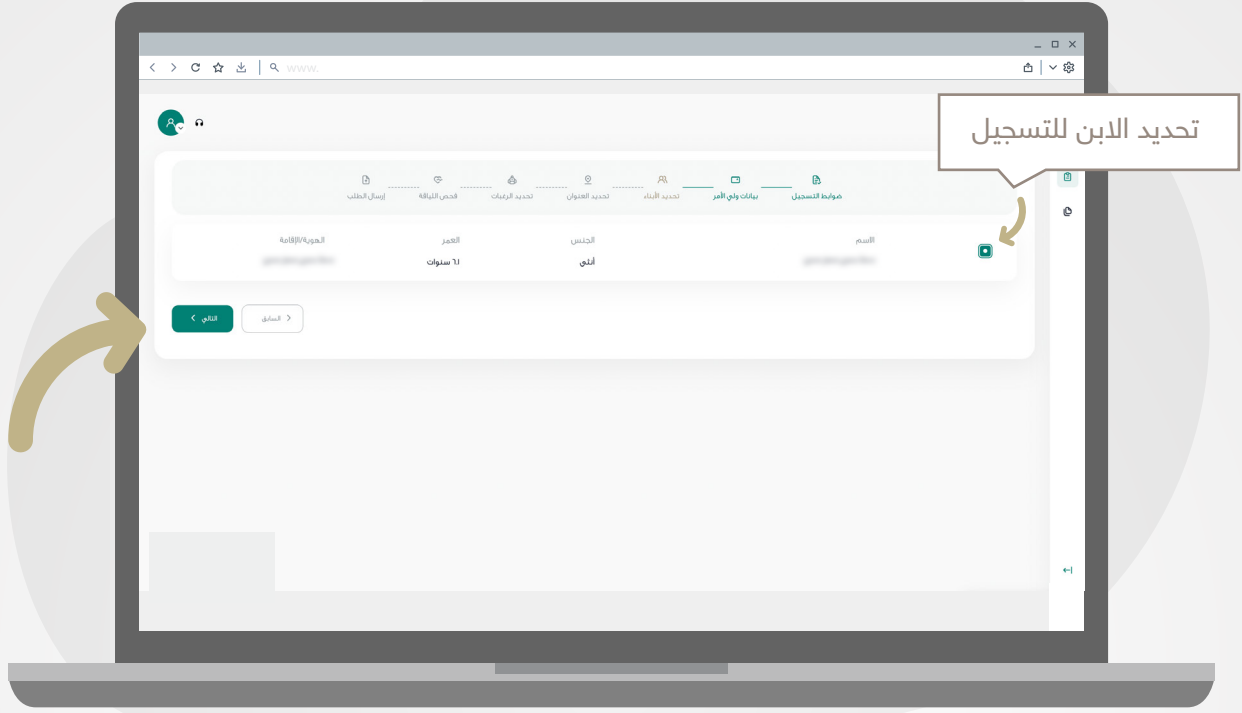 www.
تحديد الابن للتسجيل
ضوابط التسجيل
بيانات ولي الأمر
تحديد الأبناء
تحديد العنوان
تحديد الرغبات
فحص اللياقة
إرسال الطلب
الاسم
الجنس
العمر
الهوية/الإقامة
أنثى
٦.١ سنوات
السابق
التالي